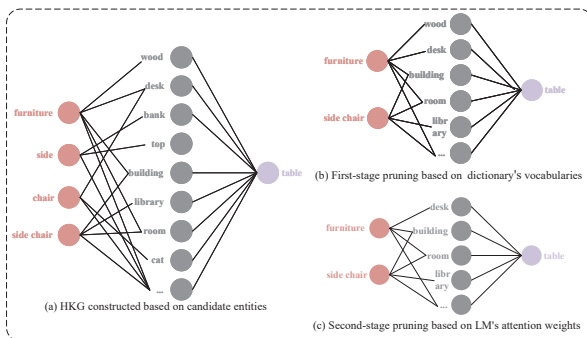 wood
desk
furniture
bank
side
top
chair
building
table
library
side chair
room
cat
...
(a) HKG constructed based on candidate entities
wood
desk
furniture
building
room
table
side chair
libr
ary
...
(b) First-stage pruning based on dictionary's vocabularies
desk
furniture
building
room
table
side chair
libr
ary
...
(c) Second-stage pruning based on LM's attention weights